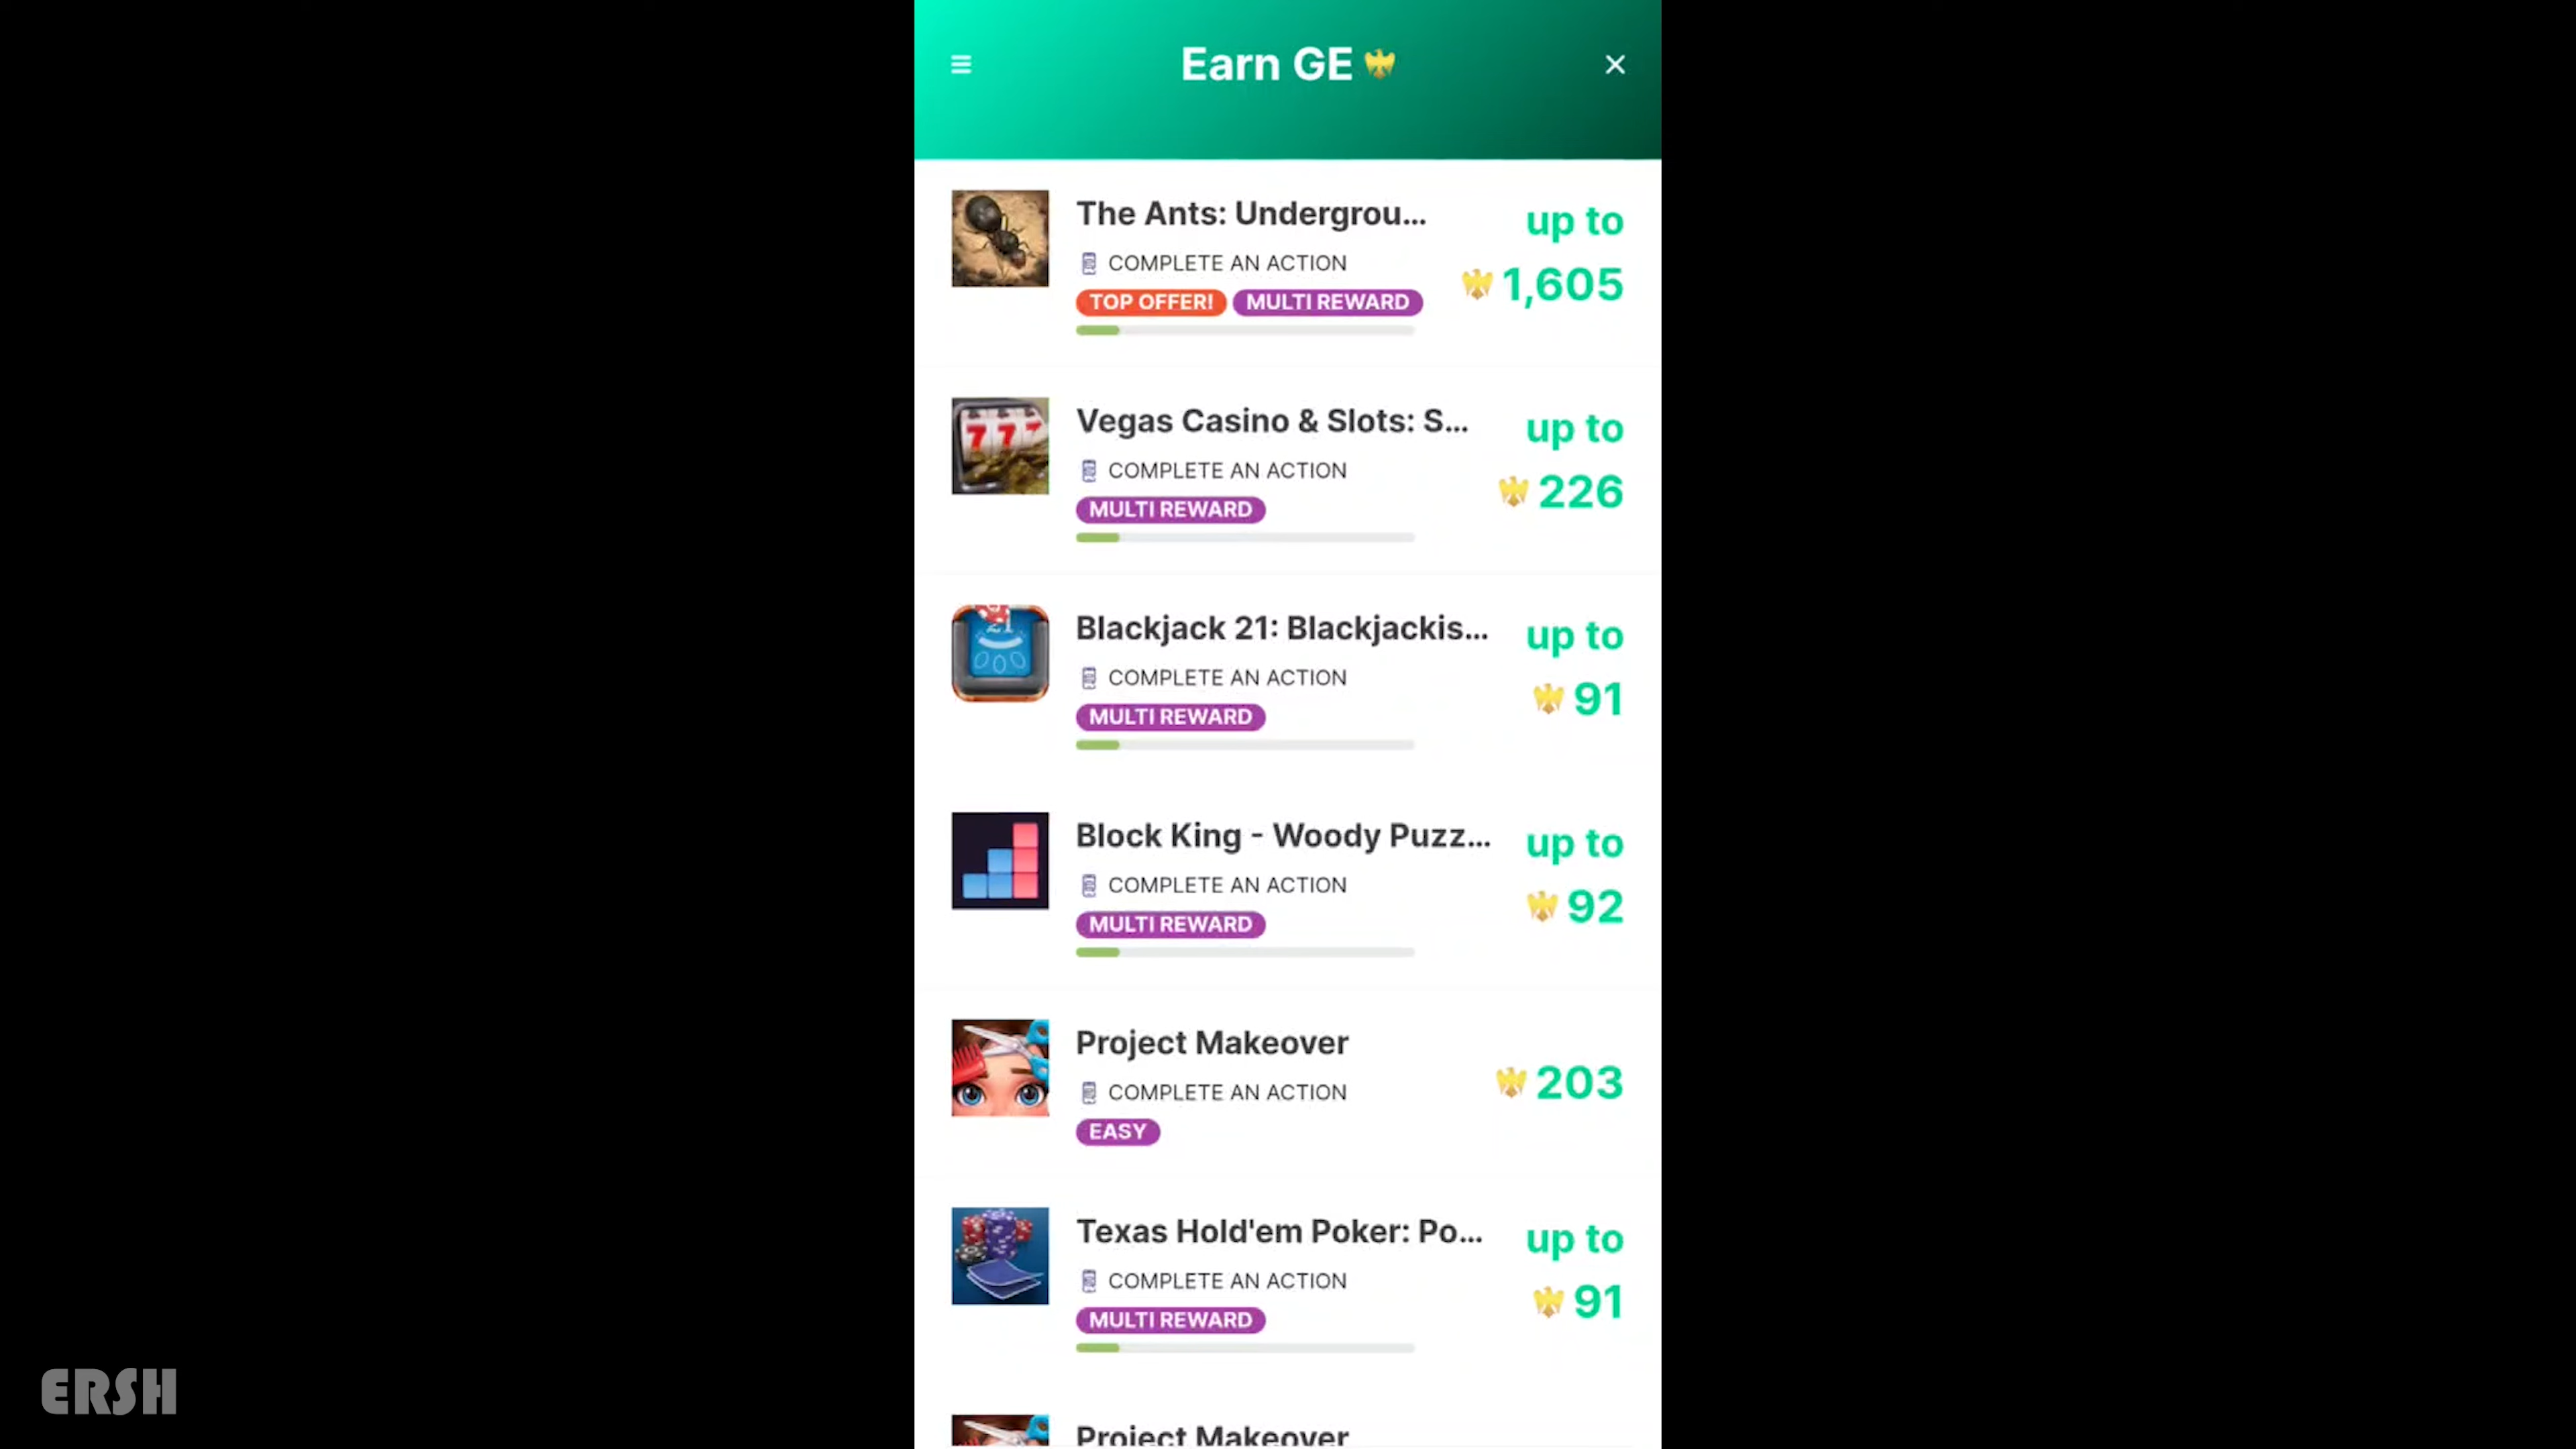 Earn GE
The Ants: Undergrou...
up to
COMPLETE AN ACTION
1,605
TOP OFFER! MULTI REWARD
Vegas Casino & Slots: S...
up to
777
COMPLETE AN ACTION
226
MULTI REWARD
Blackjack 21: Blackjackis...
up to
COMPLETE AN ACTION
91
MULTI REWARD
Block King - Woody Puzz...
up to
COMPLETE AN ACTION
92
MULTI REWARD
Project Makeover
203
COMPLETE AN ACTION
EASY
Texas Hold'em Poker: Po...
up to
COMPLETE AN ACTION
91
MULTI REWARD
Project Makeover
ERSH